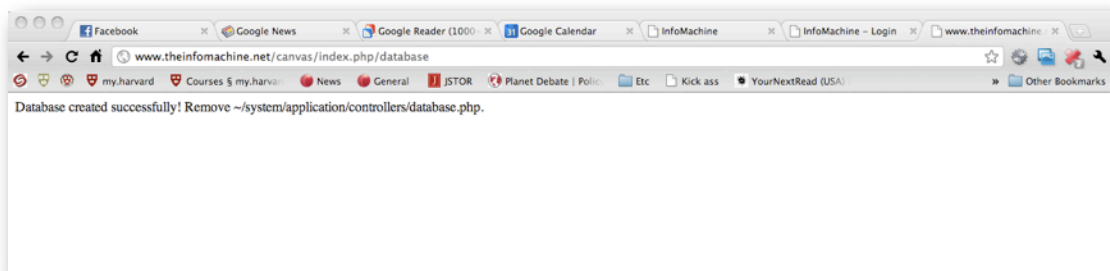 Facebook Google News Google Reader (1000 Google Calendar InfoMachine InfoMachine – Login www.theinfomachine.
www.theinfomachine.net/canvas/index.php/database
my.harvard Courses § my.harvar News General JSTOR Planet Debate | Polic Etc Kick ass YourNextRead (USA) » Other Bookmarks
Database created successfully! Remove ~/system/application/controllers/database.php.